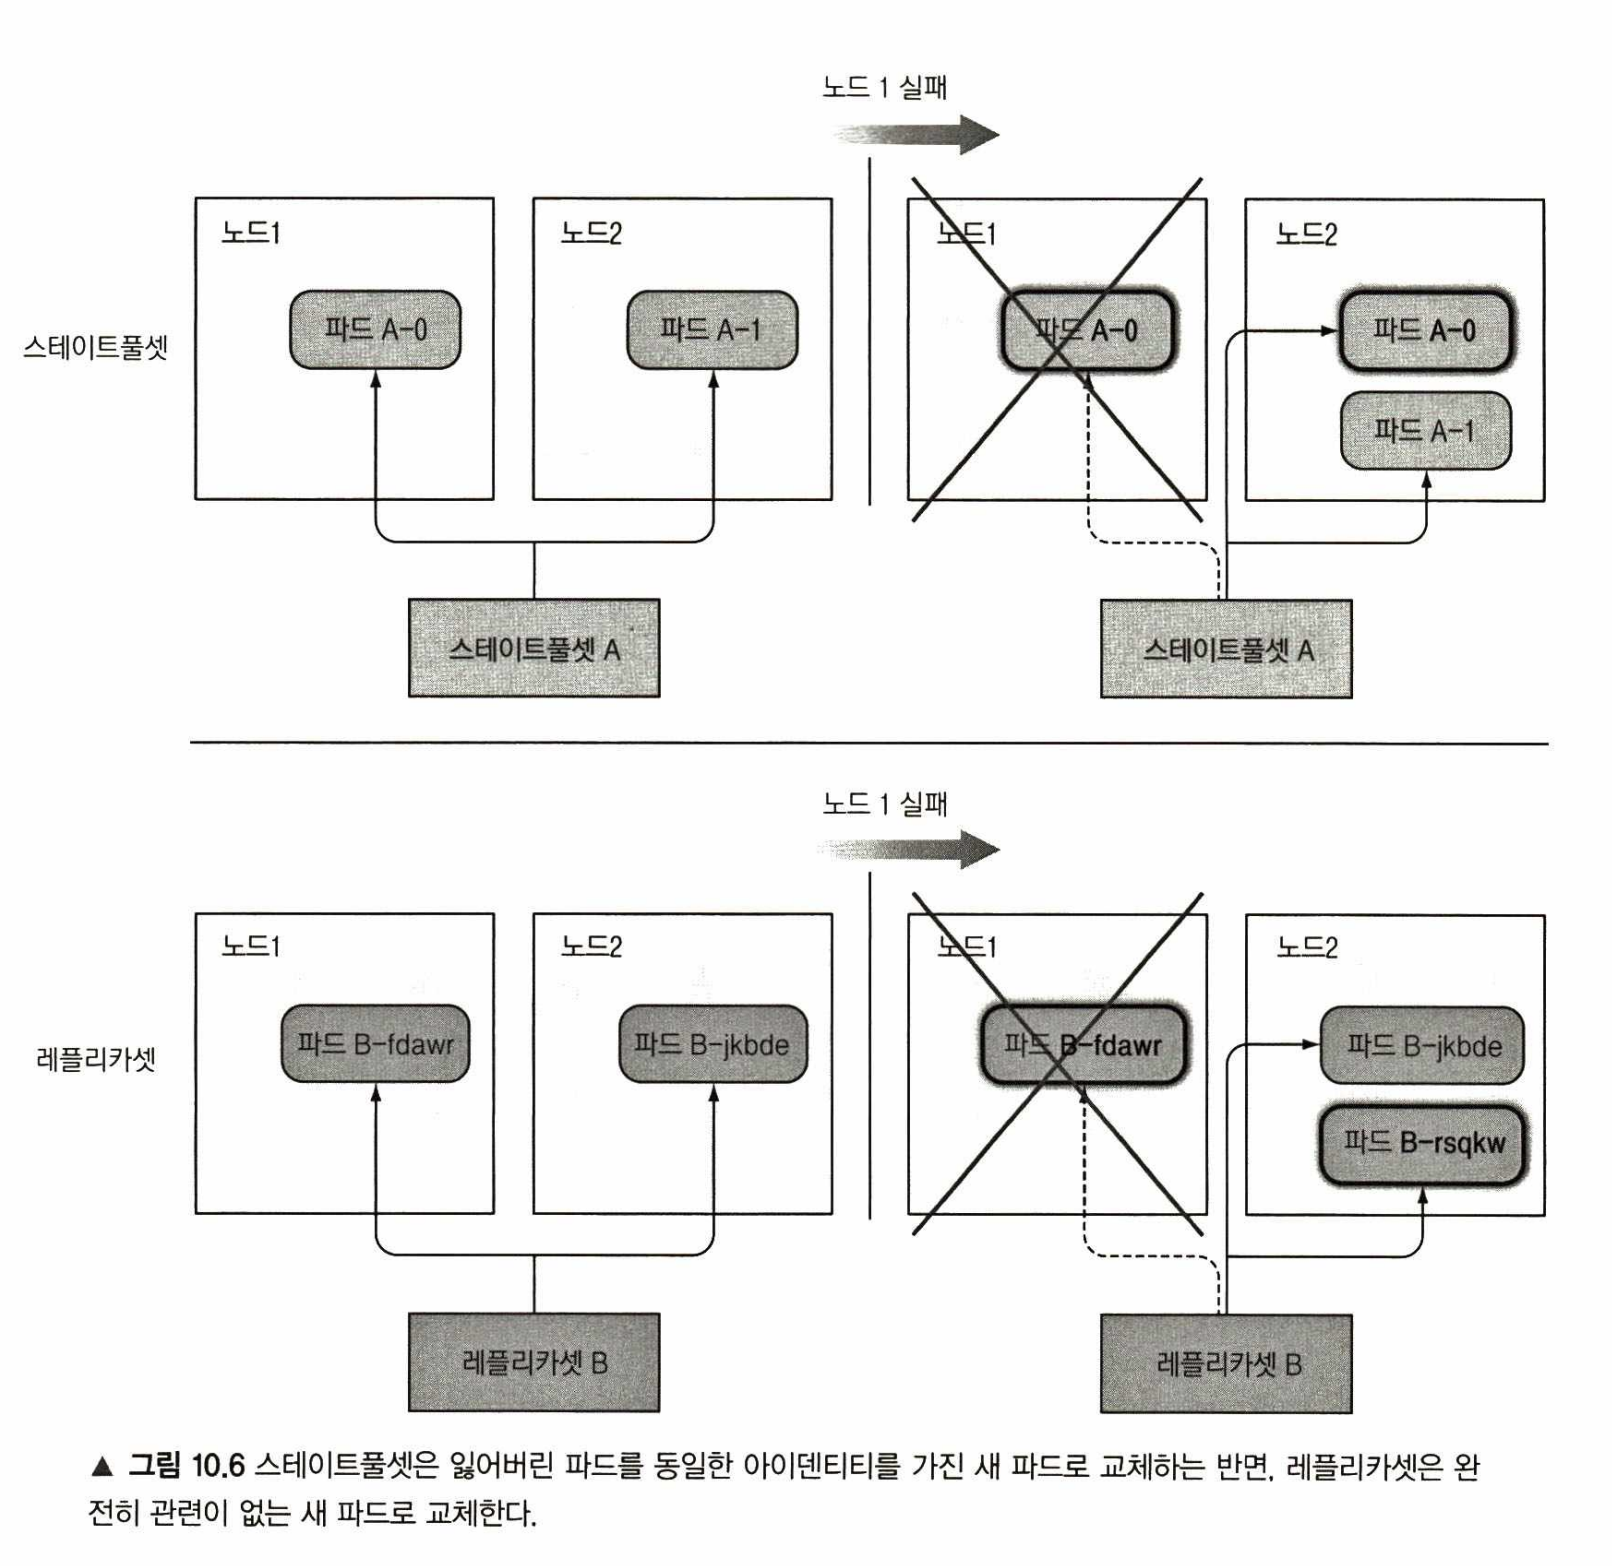 노드 1 실패
노드1
노드2
노드1
노드2
스테이트풀셋
파드 A-0
파드 A-1
파드 A-0
파드 A-0
파드 A-1
스테이트풀셋 A
스테이트풀셋 A
노드 1 실패
노드1
노드2
노드1
노드2
레플리카셋
파드 B-fdawr
파드 B-jkbde
파드 B-fdawr
파드 B-jkbde
파드 B-rsqkw
레플리카셋 B
레플리카셋 B
▲ 그림 10.6 스테이트풀셋은 잃어버린 파드를 동일한 아이덴티티를 가진 새 파드로 교체하는 반면, 레플리카셋은 완
전히 관련이 없는 새 파드로 교체한다.